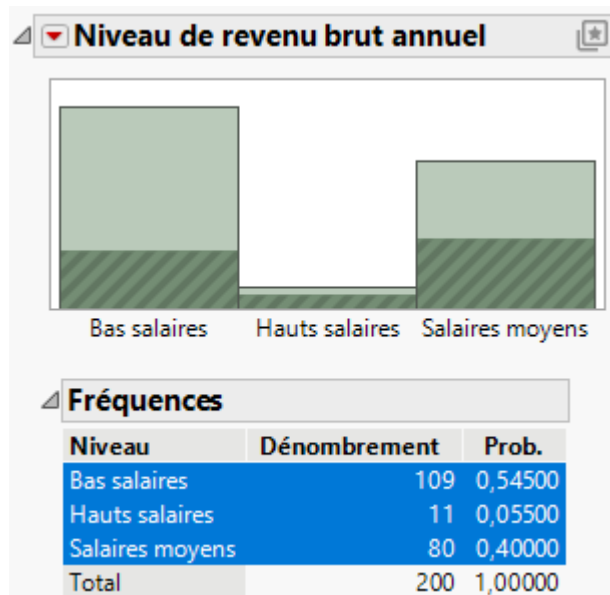 Niveau de revenu brut annuel
Bas salaires Hauts salaires Salaires moyens
Fréquences
Niveau Dénombrement Prob.
Bas salaires 109 0,54500
Hauts salaires 11 0,05500
Salaires moyens 80 0,40000
Total 200 1,00000